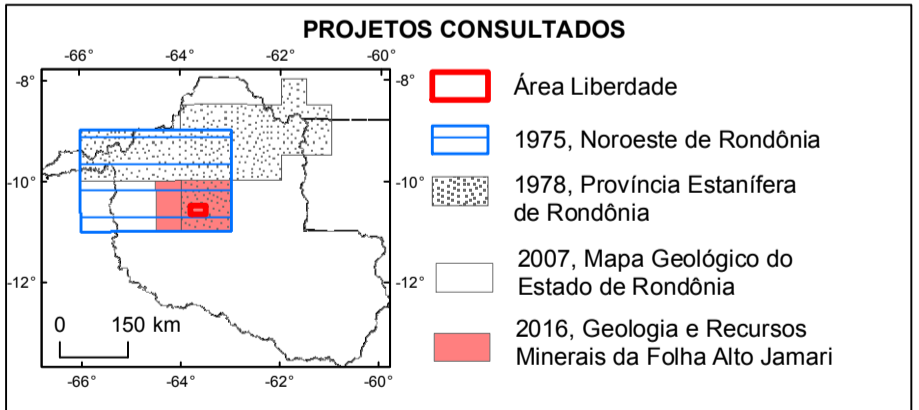 PROJETOS CONSULTADOS
-66° -64° -62° -60°
-8° -8°
-10° -10°
-12° -12°
0 150 km
-66° -64° -62° -60°
Área Liberdade
1975, Noroeste de Rondônia
1978, Província Estanífera
de Rondônia
2007, Mapa Geológico do
Estado de Rondônia
2016, Geologia e Recursos
Minerais da Folha Alto Jamari